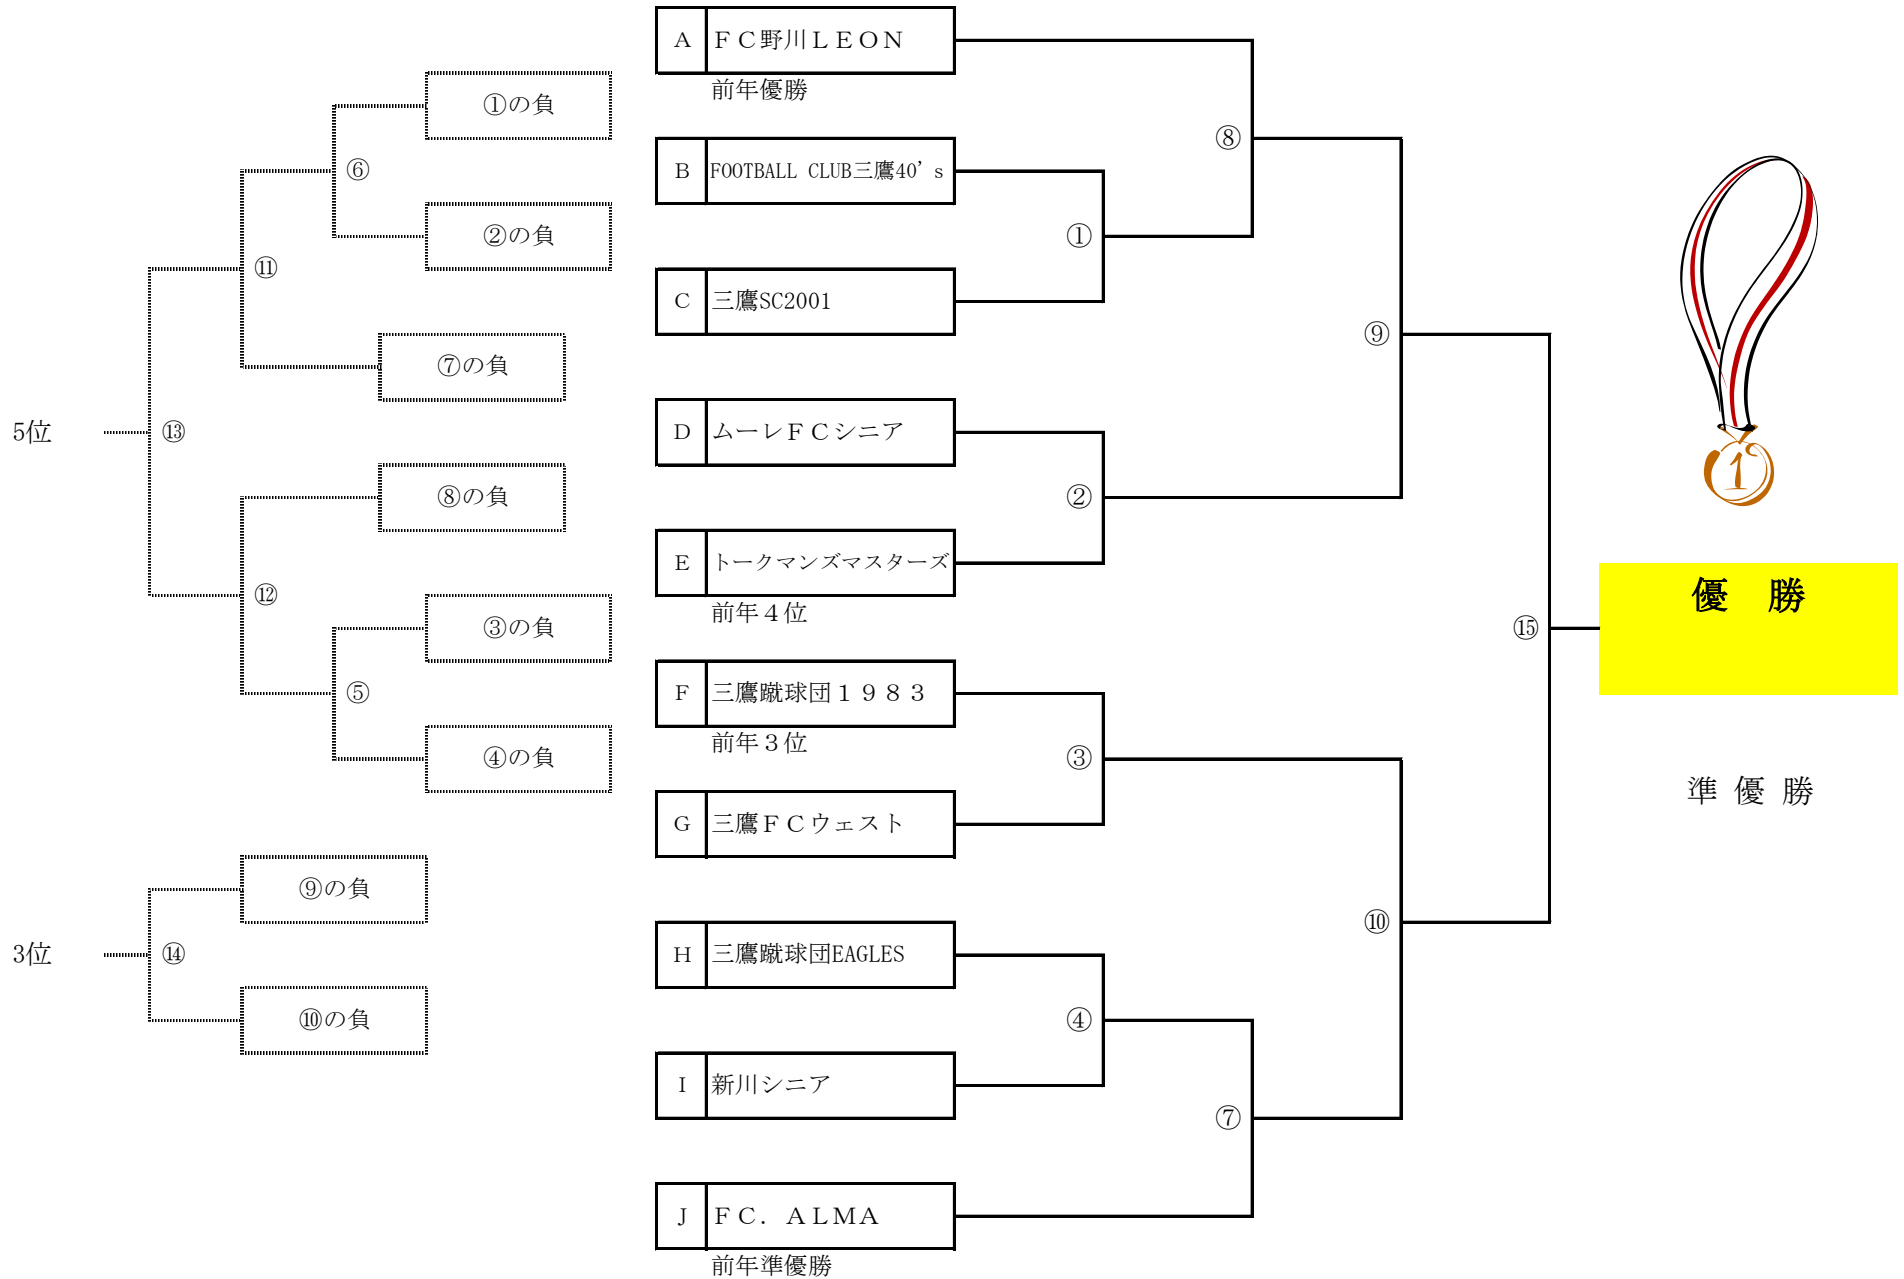 A ＦＣ野川ＬＥＯＮ
前年優勝
B FOOTBALL CLUB三鷹40’s
C 三鷹SC2001
D ムーレＦＣシニア
E トークマンズマスターズ
前年４位
F 三鷹蹴球団１９８３
前年３位
G 三鷹ＦＣウェスト
H 三鷹蹴球団EAGLES
I 新川シニア
J ＦＣ．ＡＬＭＡ
前年準優勝
①の負
⑥
②の負
⑪
⑦の負
5位
⑬
⑧の負
⑫
③の負
⑤
④の負
⑨の負
3位
⑭
⑩の負
⑧
①
⑨
②
⑮
③
⑩
④
⑦
1
優　勝
準 優 勝